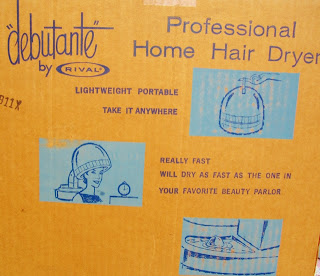 "debutante"
by RIVAL
Professional
Home Hair Dryer
LIGHTWEIGHT PORTABLE
TAKE IT ANYWHERE
REALLY FAST
WILL DRY AS FAST AS THE ONE IN
YOUR FAVORITE BEAUTY PARLOR